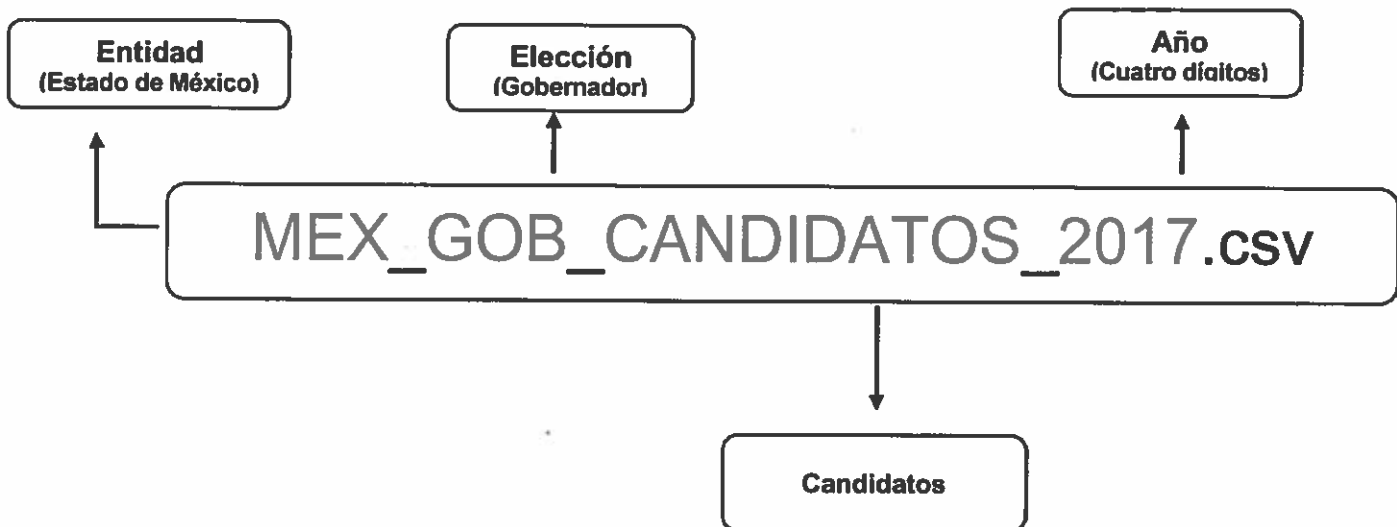 Entidad
(Estado de México)
Elección
(Gobernador)
Año
(Cuatro dígitos)
MEX_GOB_CANDIDATOS_2017.csv
Candidatos